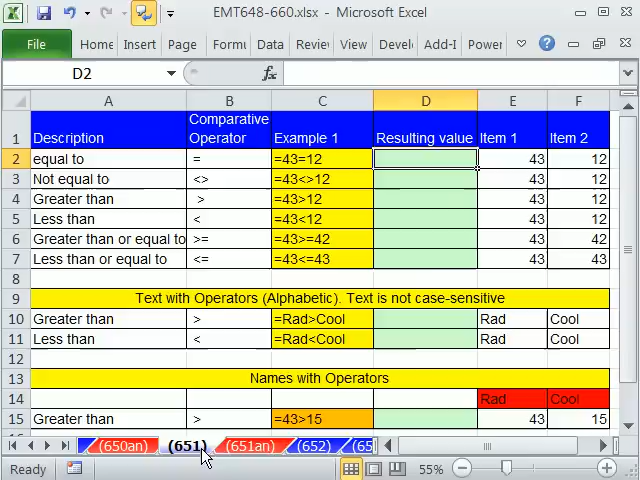 EMT648-660.xlsx - Microsoft Excel
File Home Insert Page Formu Data Revie View Devel Add-I Power
D2 fx
A B C D E F
1 Description Comparative Operator Example 1 Resulting value Item 1 Item 2
2 equal to = =43=12 43 12
3 Not equal to <> =43<>12 43 12
4 Greater than > =43>12 43 12
5 Less than < =43<12 43 12
6 Greater than or equal to >= =43>=42 43 42
7 Less than or equal to <= =43<=43 43 43
8
9 Text with Operators (Alphabetic). Text is not case-sensitive
10 Greater than > =Rad>Cool Rad Cool
11 Less than < =Rad<Cool Rad Cool
12
13 Names with Operators
14 Rad Cool
15 Greater than > =43>15 43 15
(650an) (651) (651an) (652) (65
Ready 55%